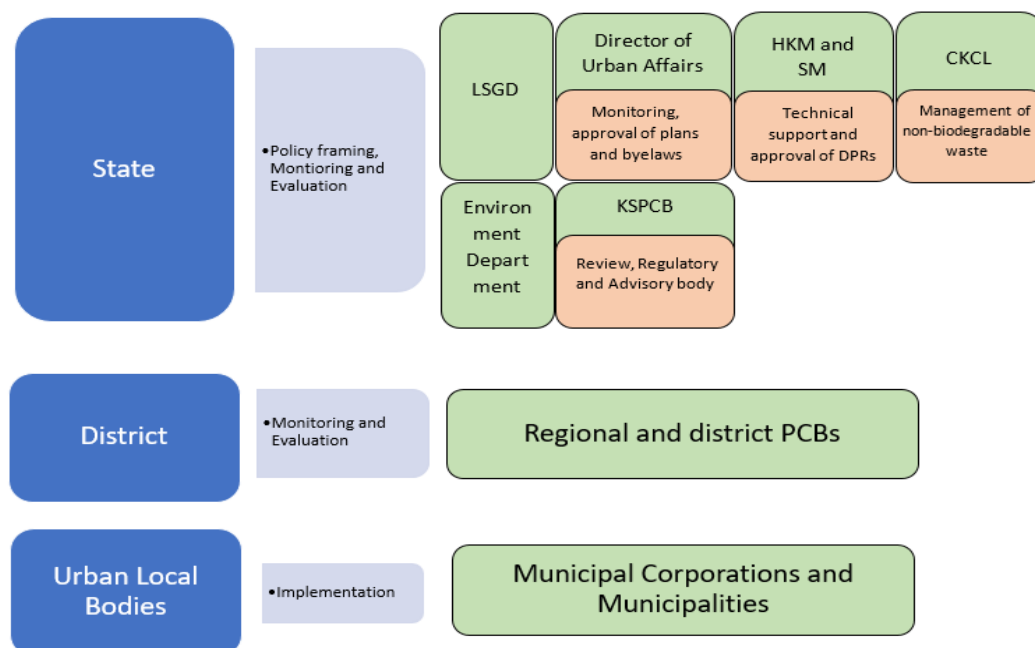 State
•Policy framing,
Montioring and
Evaluation
LSGD
Director of
Urban Affairs
Monitoring,
approval of plans
and byelaws
HKM and
SM
Technical
support and
approval of DPRs
CKCL
Management of
non-biodegradable
waste
Environ
ment
Depart
ment
KSPCB
Review, Regulatory
and Advisory body
District
•Monitoring and
Evaluation
Regional and district PCBs
Urban Local
Bodies
•Implementation
Municipal Corporations and
Municipalities